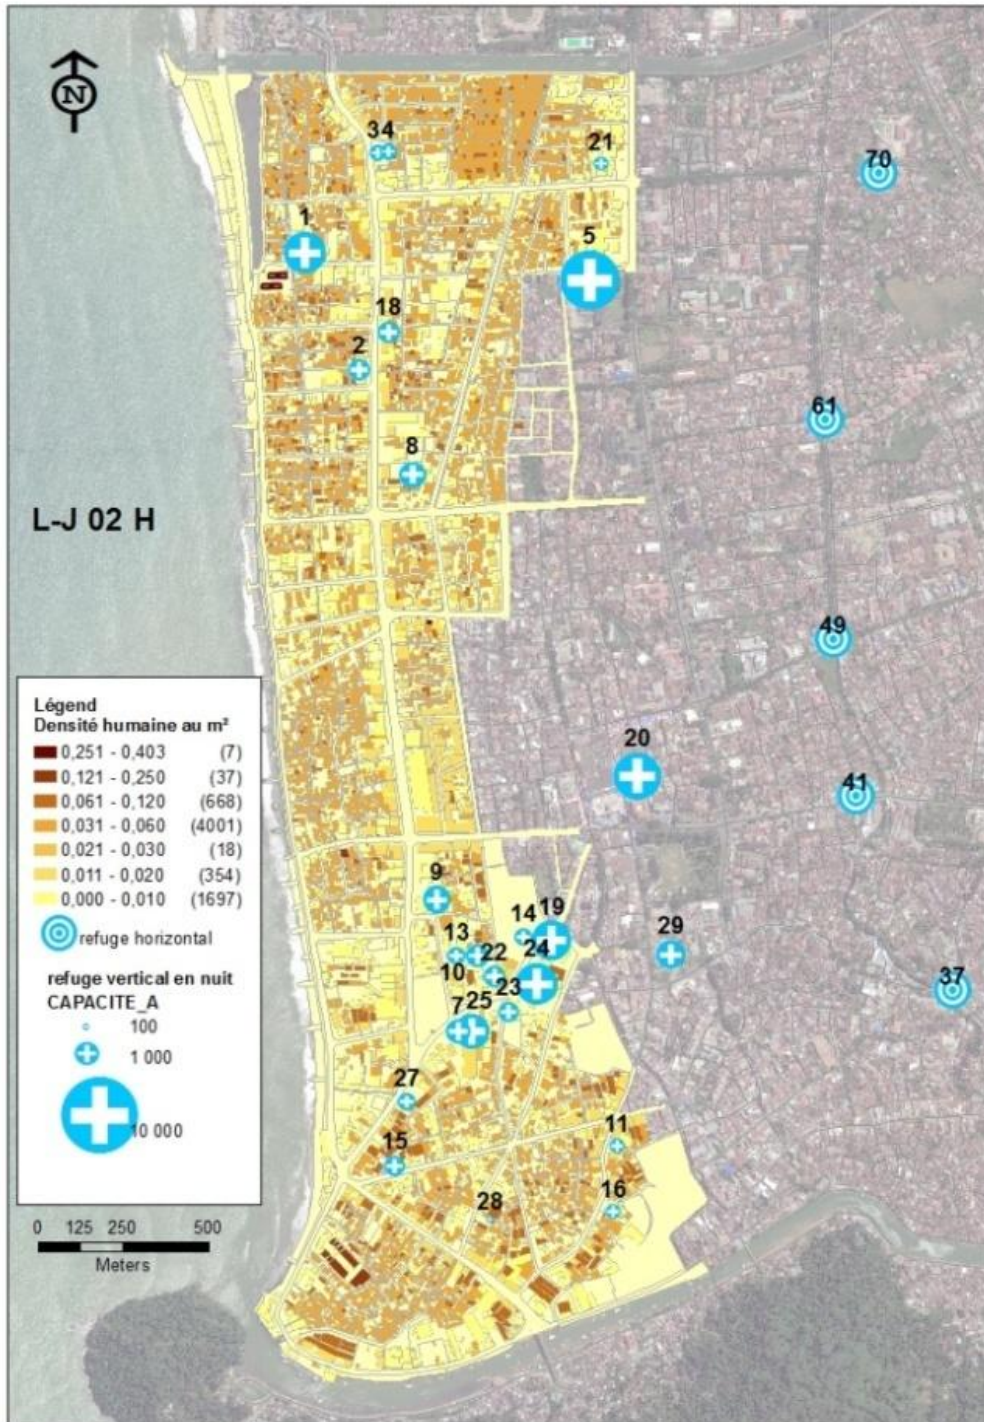 N
34
21
70
1
5
18
2
61
8
L-J 02 H
49
Légend
Densité humaine au m²
0,251 - 0,403 (7)
0,121 - 0,250 (37)
0,061 - 0,120 (668)
0,031 - 0,060 (4001)
0,021 - 0,030 (18)
0,011 - 0,020 (354)
0,000 - 0,010 (1697)
refuge horizontal
refuge vertical en nuit
CAPACITE_A
100
1 000
10 000
20
41
9
14 19
13
22 24
29
10
23
7 25
37
27
11
15
16
28
0 125 250 500
Meters